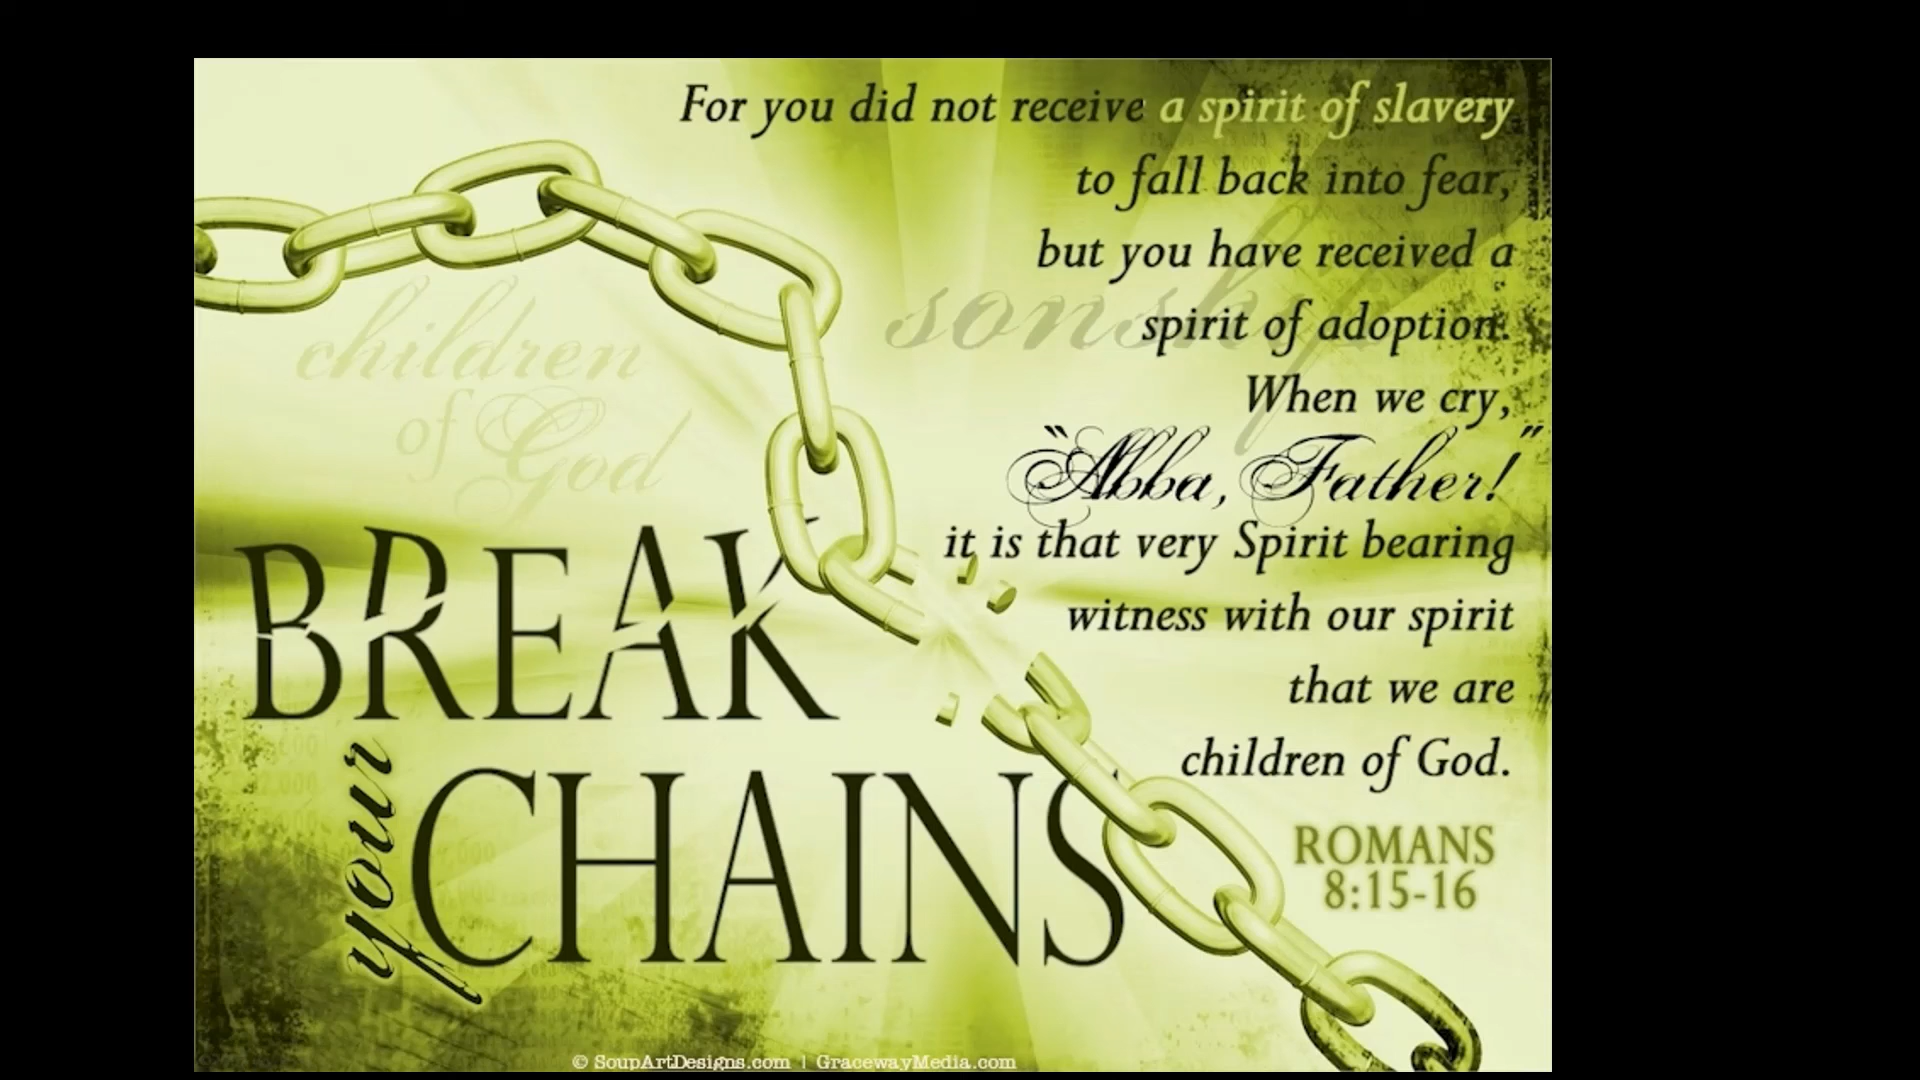 For you did not receive a spirit of slavery
to fall back into fear,
but you have received a
spirit of adoption.
When we cry,
"Abba, Father!"
it is that very Spirit bearing
witness with our spirit
that we are
children of God.
ROMANS
8:15-16
sonship
children
of God
BREAK
your
CHAINS
© SoupArtDesigns.com | GracewayMedia.com